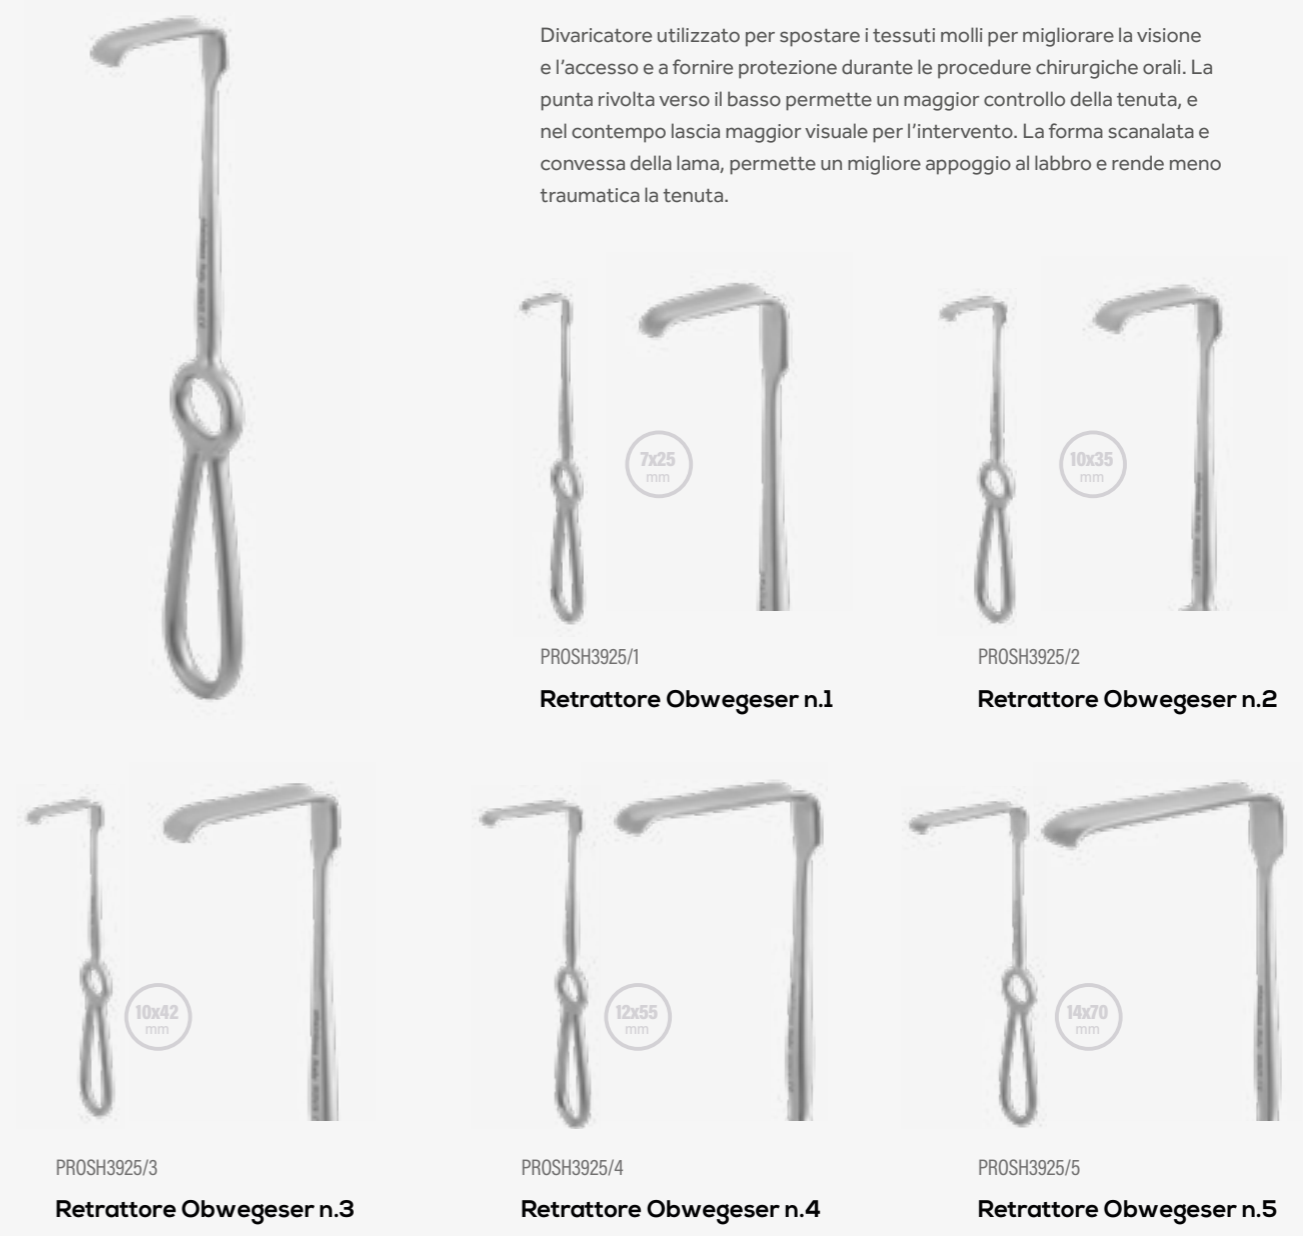 Divaricatore utilizzato per spostare i tessuti molli per migliorare la visione
e l'accesso e a fornire protezione durante le procedure chirurgiche orali. La
punta rivolta verso il basso permette un maggior controllo della tenuta, e
nel contempo lascia maggior visuale per l'intervento. La forma scanalata e
convessa della lama, permette un migliore appoggio al labbro e rende meno
traumatica la tenuta.
7x25
mm
PROSH3925/1
Retrattore Obwegeser n.1
10x35
mm
PROSH3925/2
Retrattore Obwegeser n.2
10x42
mm
PROSH3925/3
Retrattore Obwegeser n.3
12x55
mm
PROSH3925/4
Retrattore Obwegeser n.4
14x70
mm
PROSH3925/5
Retrattore Obwegeser n.5